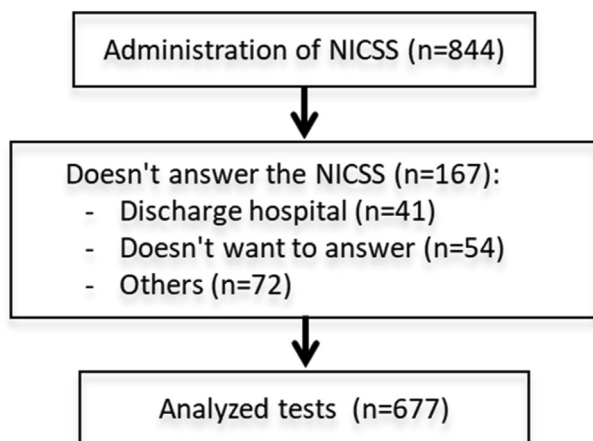 Administration of NICSS (n=844)
Doesn't answer the NICSS (n=167):
- Discharge hospital (n=41)
- Doesn't want to answer (n=54)
- Others (n=72)
Analyzed tests (n=677)